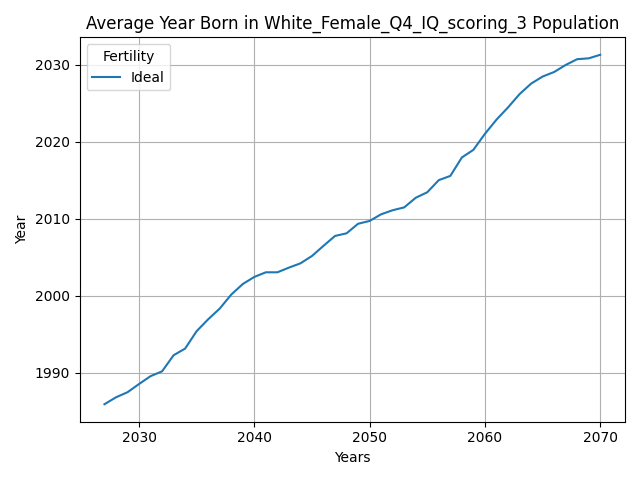 Average Year Born in White_Female_Q4_IQ_scoring_3 Population
Fertility
Ideal
Year
2030
2020
2010
2000
1990
2030 2040 2050 2060 2070
Years